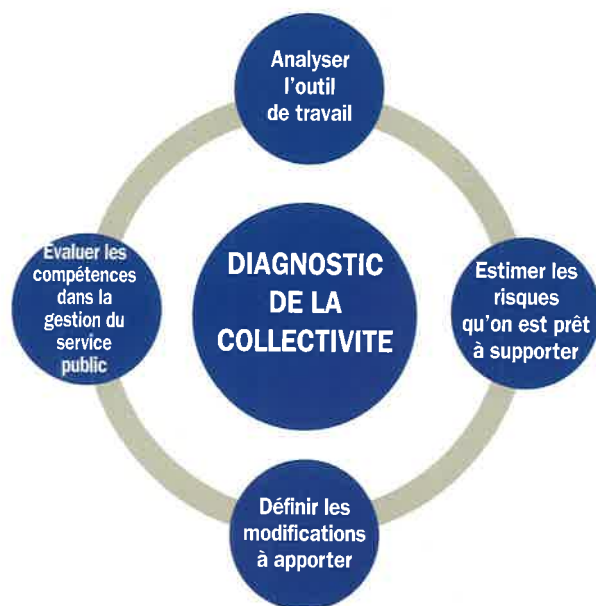 Analyser
l'outil
de travail
Evaluer les
compétences
dans la
gestion du
service
public
DIAGNOSTIC
DE LA
COLLECTIVITE
Estimer les
risques
qu'on est prêt
à supporter
Définir les
modifications
à apporter